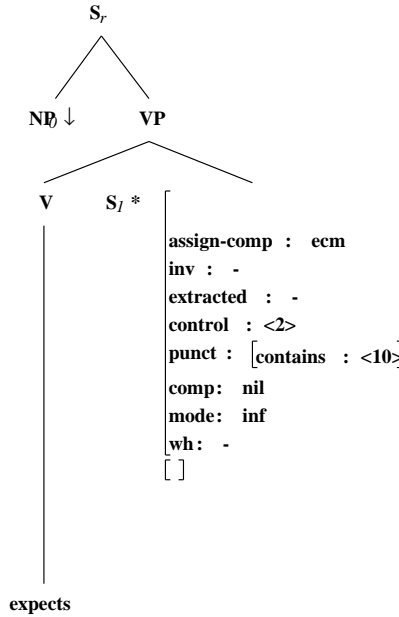 S_r
NP_0 ↓ VP
V S_1 *
assign-comp : ecm
inv : -
extracted : -
control : <2>
punct : [contains : <10>]
comp: nil
mode: inf
wh: -
[ ]
expects